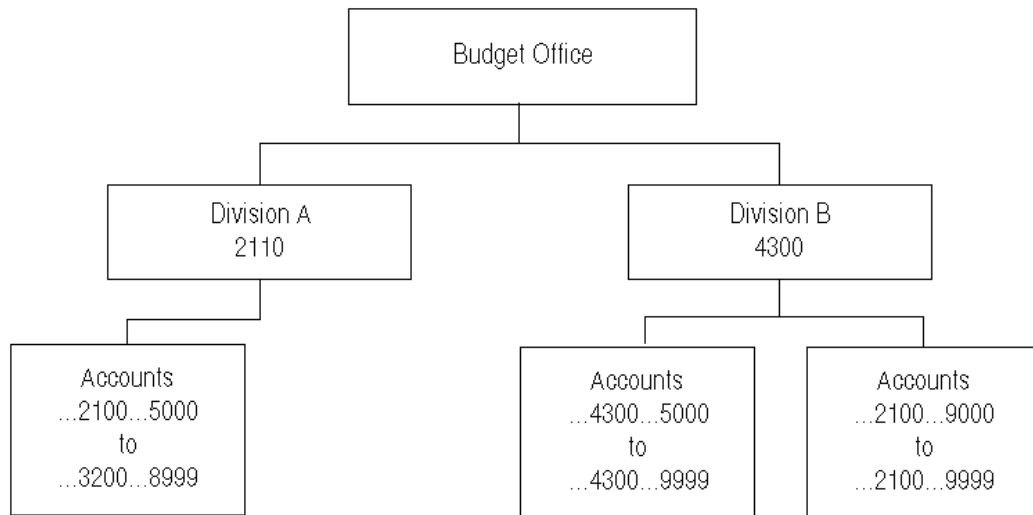 Budget Office
Division A
2110
Division B
4300
Accounts
...2100...5000
to
...3200...8999
Accounts
...4300...5000
to
...4300...9999
Accounts
...2100...9000
to
...2100...9999